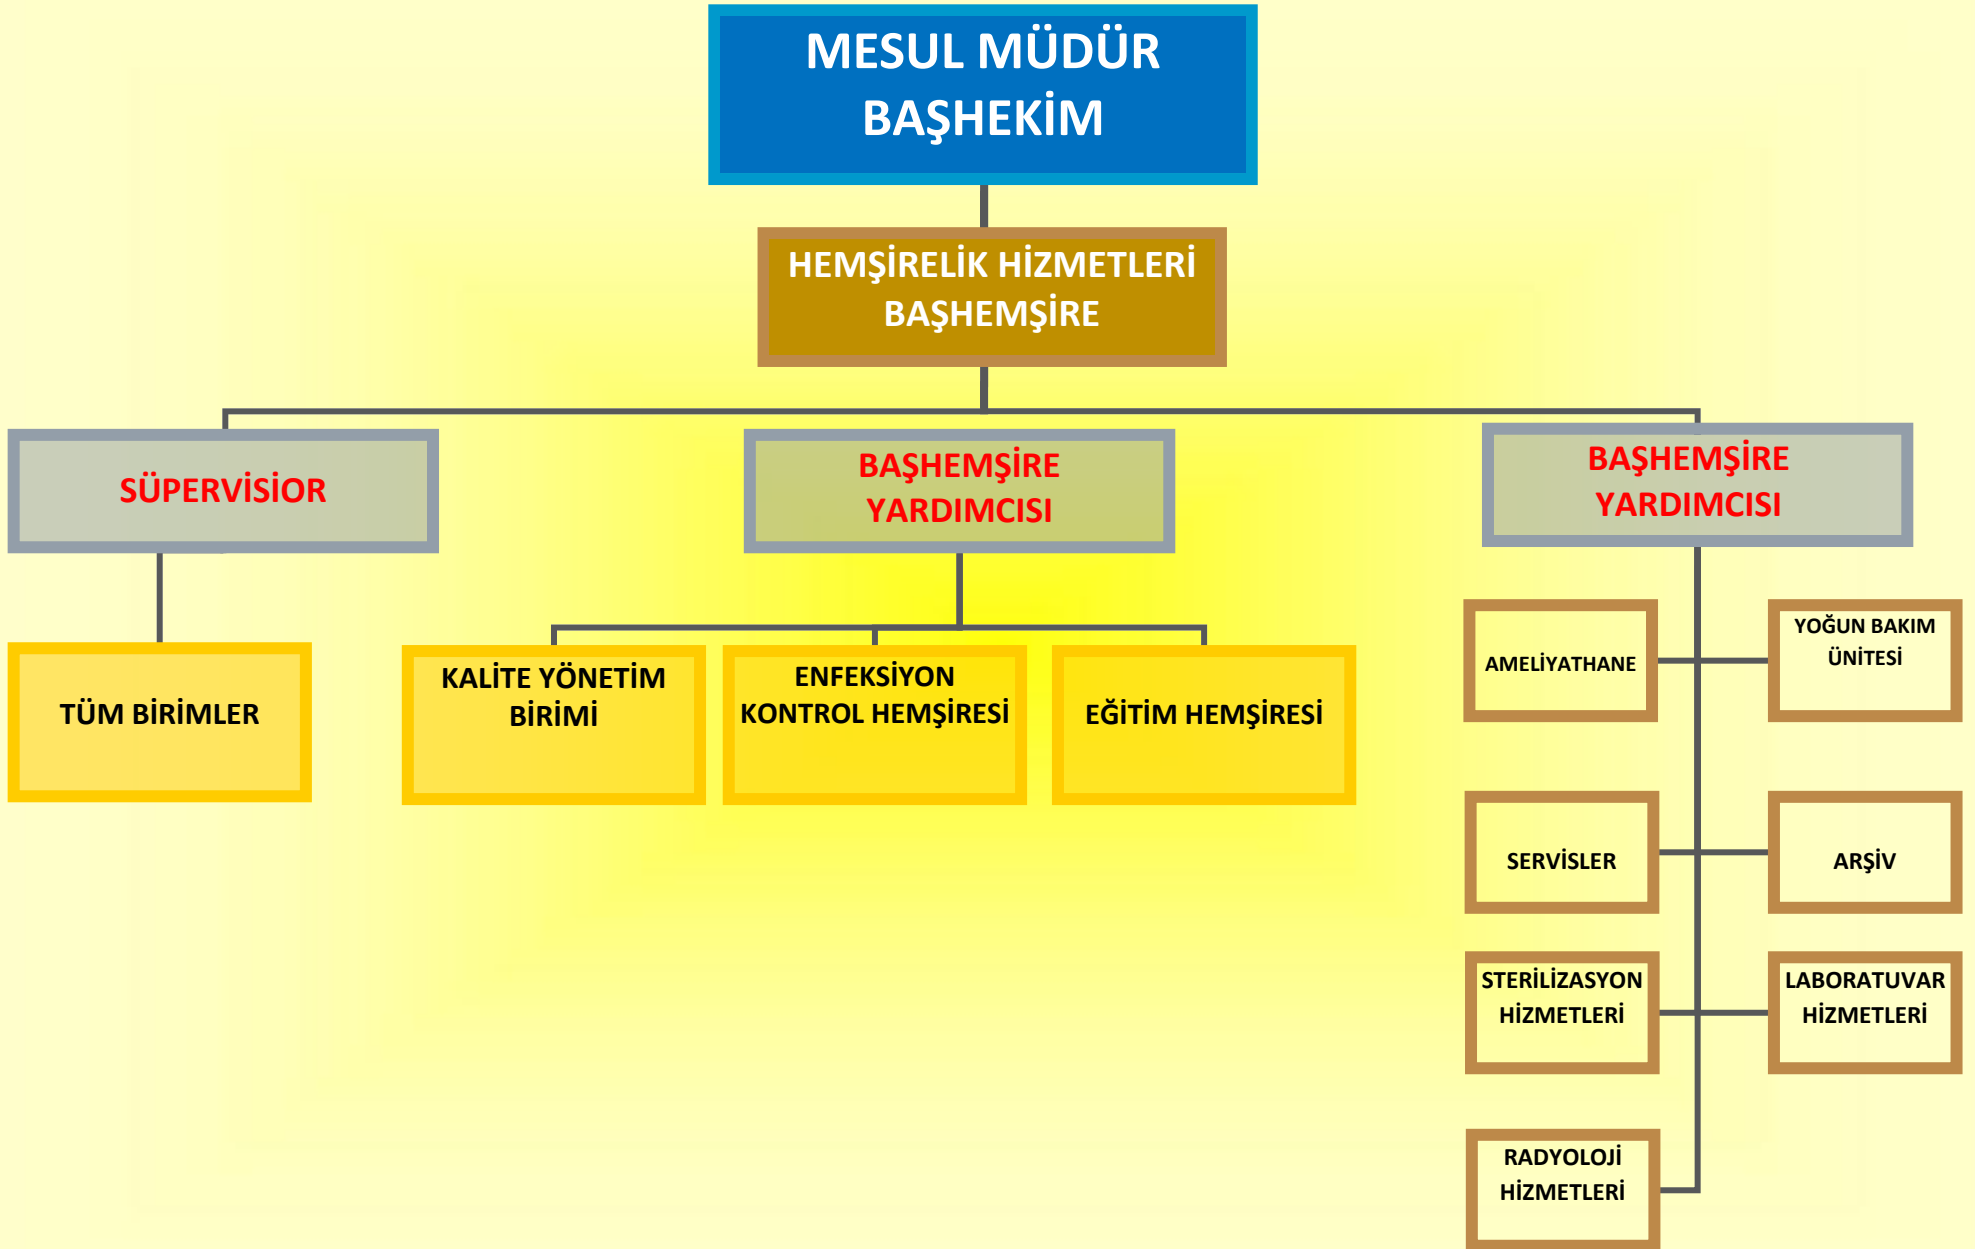 MESUL MÜDÜR
BAŞHEKİM
HEMŞİRELİK HİZMETLERİ
BAŞHEMŞİRE
SÜPERVİSİOR
BAŞHEMŞİRE
YARDIMCISI
BAŞHEMŞİRE
YARDIMCISI
TÜM BİRİMLER
KALİTE YÖNETİM
BİRİMİ
ENFEKSİYON
KONTROL HEMŞİRESİ
EĞİTİM HEMŞİRESİ
AMELİYATHANE
YOĞUN BAKIM
ÜNİTESİ
SERVİSLER
ARŞİV
STERİLİZASYON
HİZMETLERİ
LABORATUVAR
HİZMETLERİ
RADYOLOJİ
HİZMETLERİ